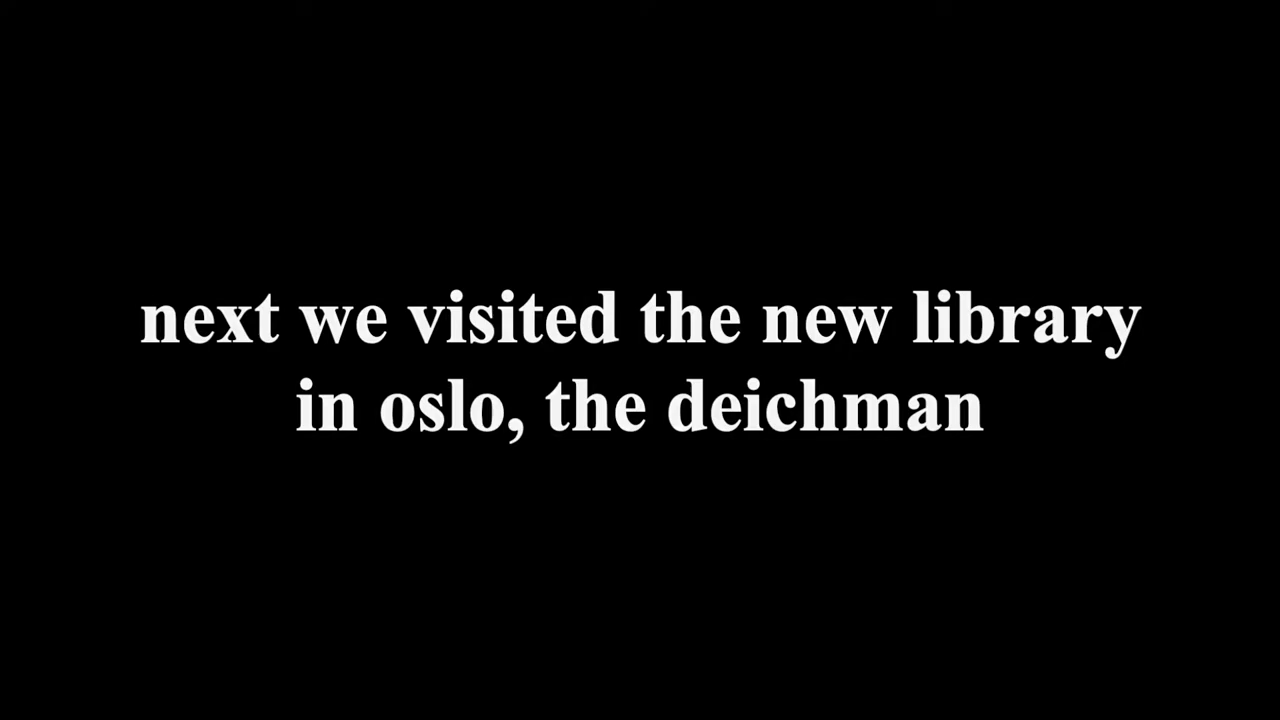 next we visited the new library
in oslo, the deichman